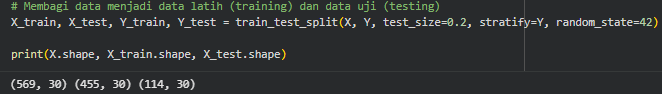 # Membagi data menjadi data latih (training) dan data uji (testing)
X_train, X_test, Y_train, Y_test = train_test_split(X, Y, test_size=0.2, stratify=Y, random_state=42)
print(X.shape, X_train.shape, X_test.shape)
(569, 30) (455, 30) (114, 30)